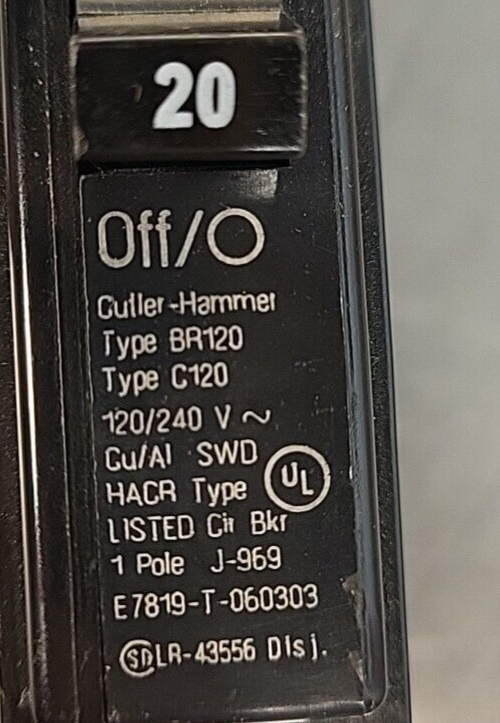 20
Off/O
Cutler-Hammer
Type BR120
Type C120
120/240 V ~
Cu/Al SWD
HACR Type UL
LISTED Cir Bkr
1 Pole J-969
E7819-T-060303
SA LR-43556 Disj.